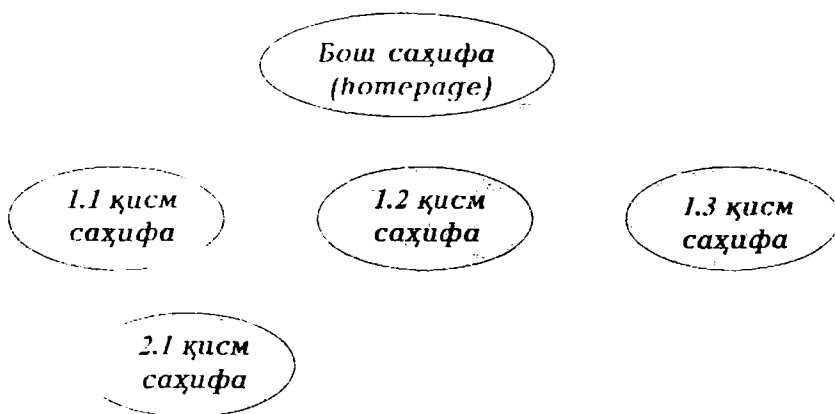 Бош саҳифа
(homepage)
1.1 қисм
саҳифа
1.2 қисм
саҳифа
1.3 қисм
саҳифа
2.1 қисм
саҳифа